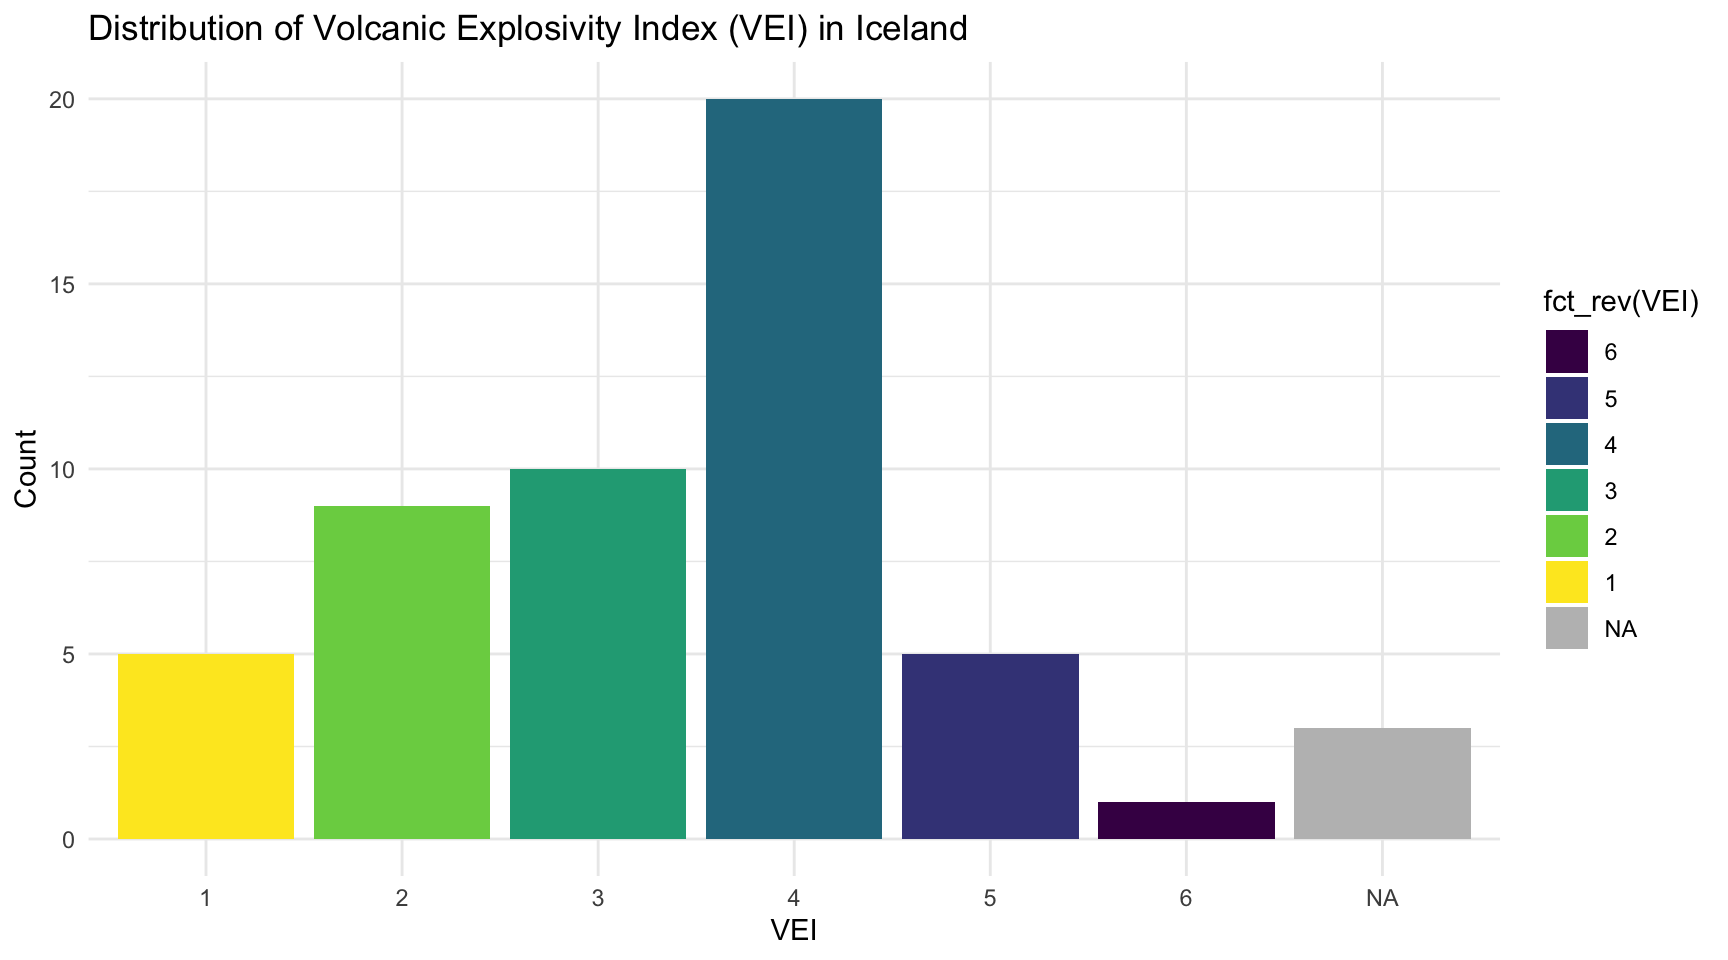 Distribution of Volcanic Explosivity Index (VEI) in Iceland
20
15
10
5
0
Count
1
2
3
4
5
6
NA
VEI
fct_rev(VEI)
6
5
4
3
2
1
NA